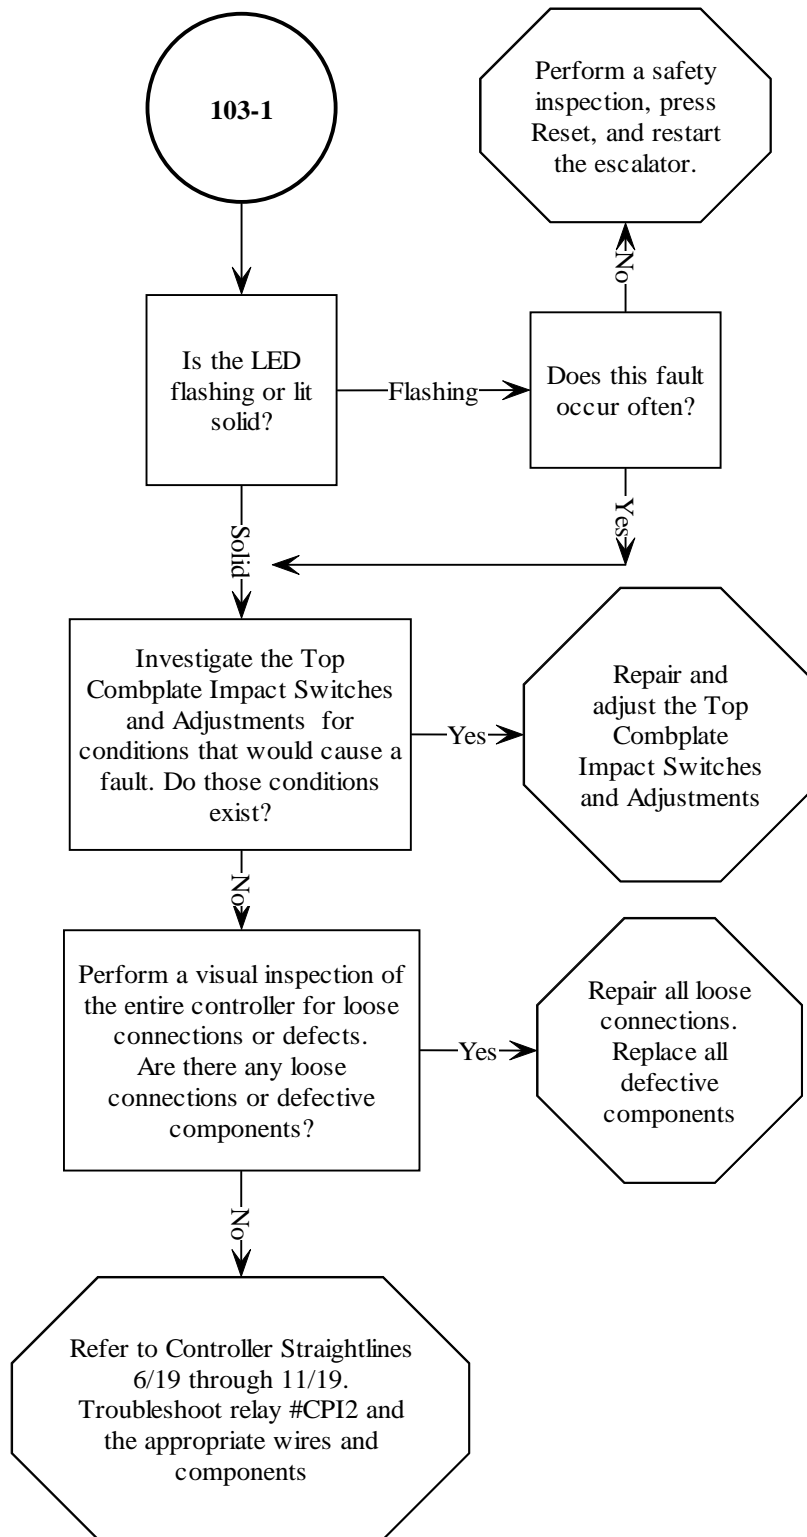 103-1
Perform a safety
inspection, press
Reset, and restart
the escalator.
No
Is the LED
flashing or lit
solid?
Flashing
Does this fault
occur often?
Solid
Yes
Investigate the Top
Combplate Impact Switches
and Adjustments for
conditions that would cause a
fault. Do those conditions
exist?
Yes
Repair and
adjust the Top
Combplate
Impact Switches
and Adjustments
No
Perform a visual inspection of
the entire controller for loose
connections or defects.
Are there any loose
connections or defective
components?
Yes
Repair all loose
connections.
Replace all
defective
components
No
Refer to Controller Straightlines
6/19 through 11/19.
Troubleshoot relay #CPI2 and
the appropriate wires and
components